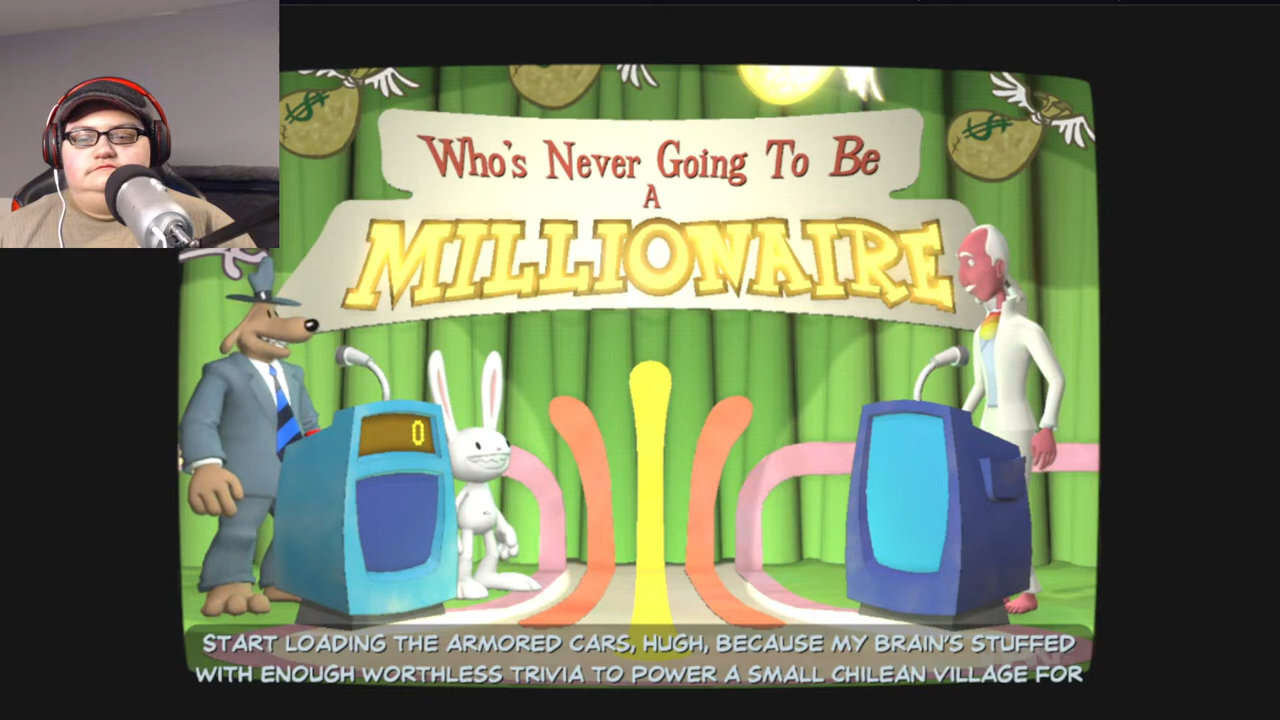 Who's Never Going To Be
A
MILLIONAIRE
0
START LOADING THE ARMORED CARS, HUGH, BECAUSE MY BRAIN'S STUFFED
WITH ENOUGH WORTHLESS TRIVIA TO POWER A SMALL CHILEAN VILLAGE FOR